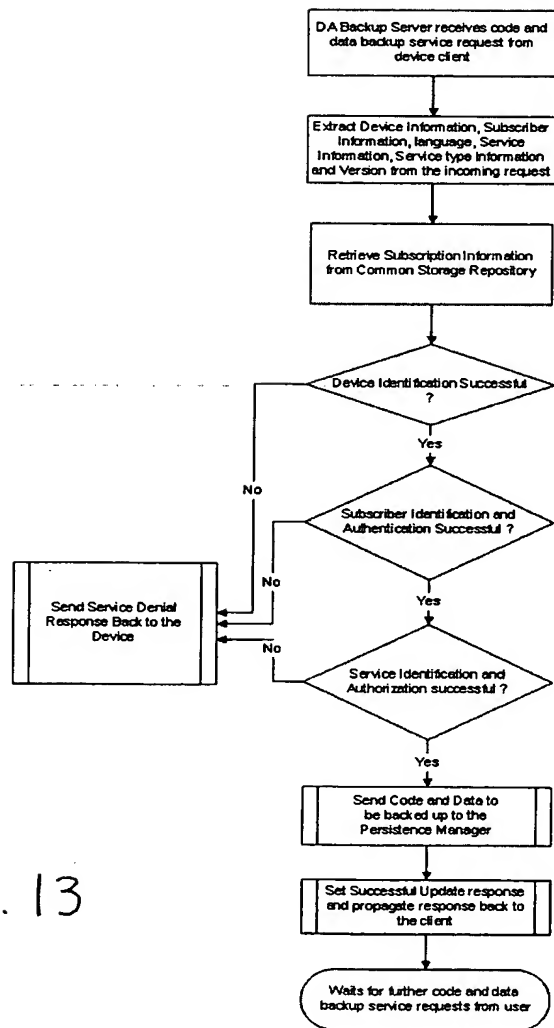 DA Backup Server receives code and
data backup service request from
device client
Extract Device Information, Subscriber
Information, language, Service
Information, Service type Information
and Version from the incoming request
Retrieve Subscription Information
from Common Storage Repository
Device Identification Successful
?
Yes
No
Subscriber Identification and
Authentication Successful ?
No
Send Service Denial
Response Back to the
Device
Yes
No
Service Identification and
Authorization successful ?
Yes
Send Code and Data to
be backed up to the
Persistence Manager
. 13
Set Successful Update response
and propagate response back to
the client
Waits for further code and data
backup service requests from user